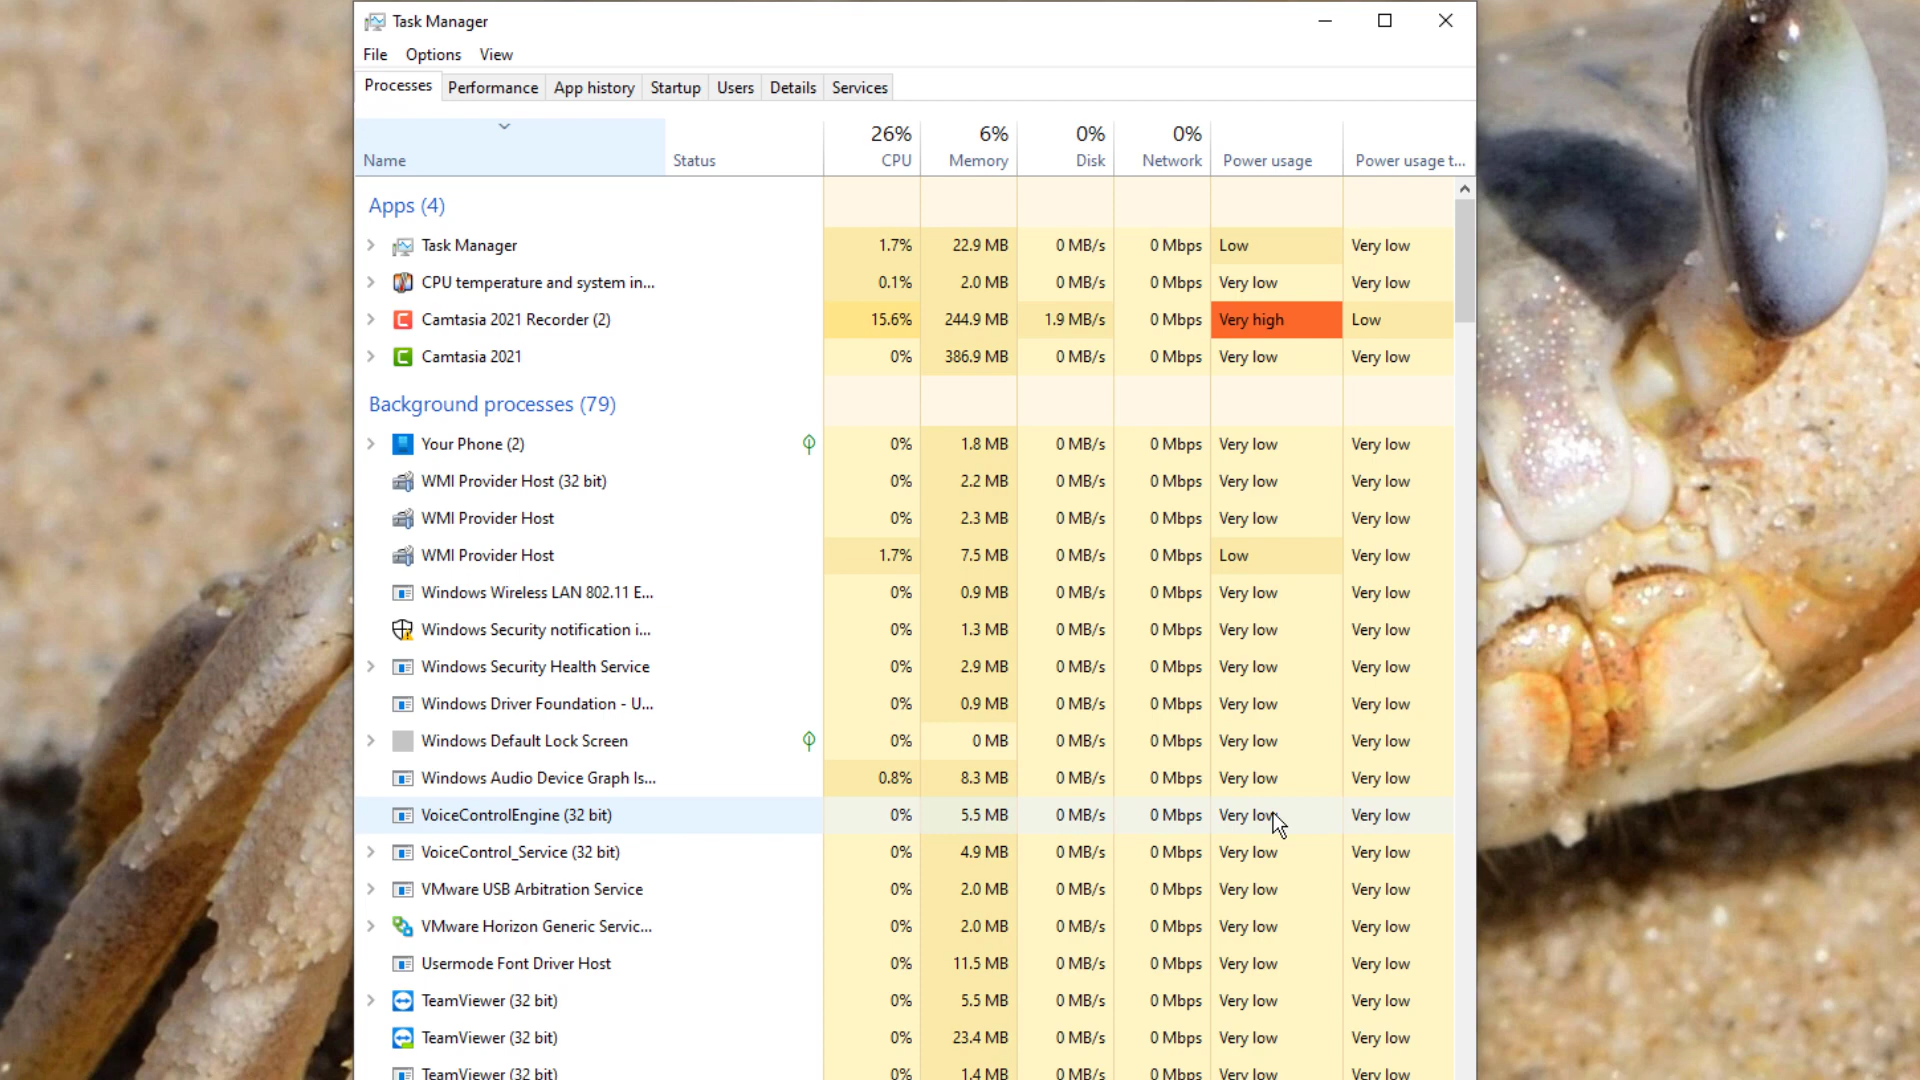 Task Manager
File Options View
Processes Performance App history Startup Users Details Services
26% 6% 0% 0%
Name Status CPU Memory Disk Network Power usage Power usage t...
Apps (4)
Task Manager 1.7% 22.9 MB 0 MB/s 0 Mbps Low Very low
CPU temperature and system in... 0.1% 2.0 MB 0 MB/s 0 Mbps Very low Very low
Camtasia 2021 Recorder (2) 15.6% 244.9 MB 1.9 MB/s 0 Mbps Very high Low
Camtasia 2021 0% 386.9 MB 0 MB/s 0 Mbps Very low Very low
Background processes (79)
Your Phone (2) 0% 1.8 MB 0 MB/s 0 Mbps Very low Very low
WMI Provider Host (32 bit) 0% 2.2 MB 0 MB/s 0 Mbps Very low Very low
WMI Provider Host 0% 2.3 MB 0 MB/s 0 Mbps Very low Very low
WMI Provider Host 1.7% 7.5 MB 0 MB/s 0 Mbps Low Very low
Windows Wireless LAN 802.11 E... 0% 0.9 MB 0 MB/s 0 Mbps Very low Very low
Windows Security notification i... 0% 1.3 MB 0 MB/s 0 Mbps Very low Very low
Windows Security Health Service 0% 2.9 MB 0 MB/s 0 Mbps Very low Very low
Windows Driver Foundation - U... 0% 0.9 MB 0 MB/s 0 Mbps Very low Very low
Windows Default Lock Screen 0% 0 MB 0 MB/s 0 Mbps Very low Very low
Windows Audio Device Graph Is... 0.8% 8.3 MB 0 MB/s 0 Mbps Very low Very low
VoiceControlEngine (32 bit) 0% 5.5 MB 0 MB/s 0 Mbps Very low Very low
VoiceControl_Service (32 bit) 0% 4.9 MB 0 MB/s 0 Mbps Very low Very low
VMware USB Arbitration Service 0% 2.0 MB 0 MB/s 0 Mbps Very low Very low
VMware Horizon Generic Servic... 0% 2.0 MB 0 MB/s 0 Mbps Very low Very low
Usermode Font Driver Host 0% 11.5 MB 0 MB/s 0 Mbps Very low Very low
TeamViewer (32 bit) 0% 5.5 MB 0 MB/s 0 Mbps Very low Very low
TeamViewer (32 bit) 0% 23.4 MB 0 MB/s 0 Mbps Very low Very low
TeamViewer (32 bit) 0% 1.4 MB 0 MB/s 0 Mbps Very low Very low